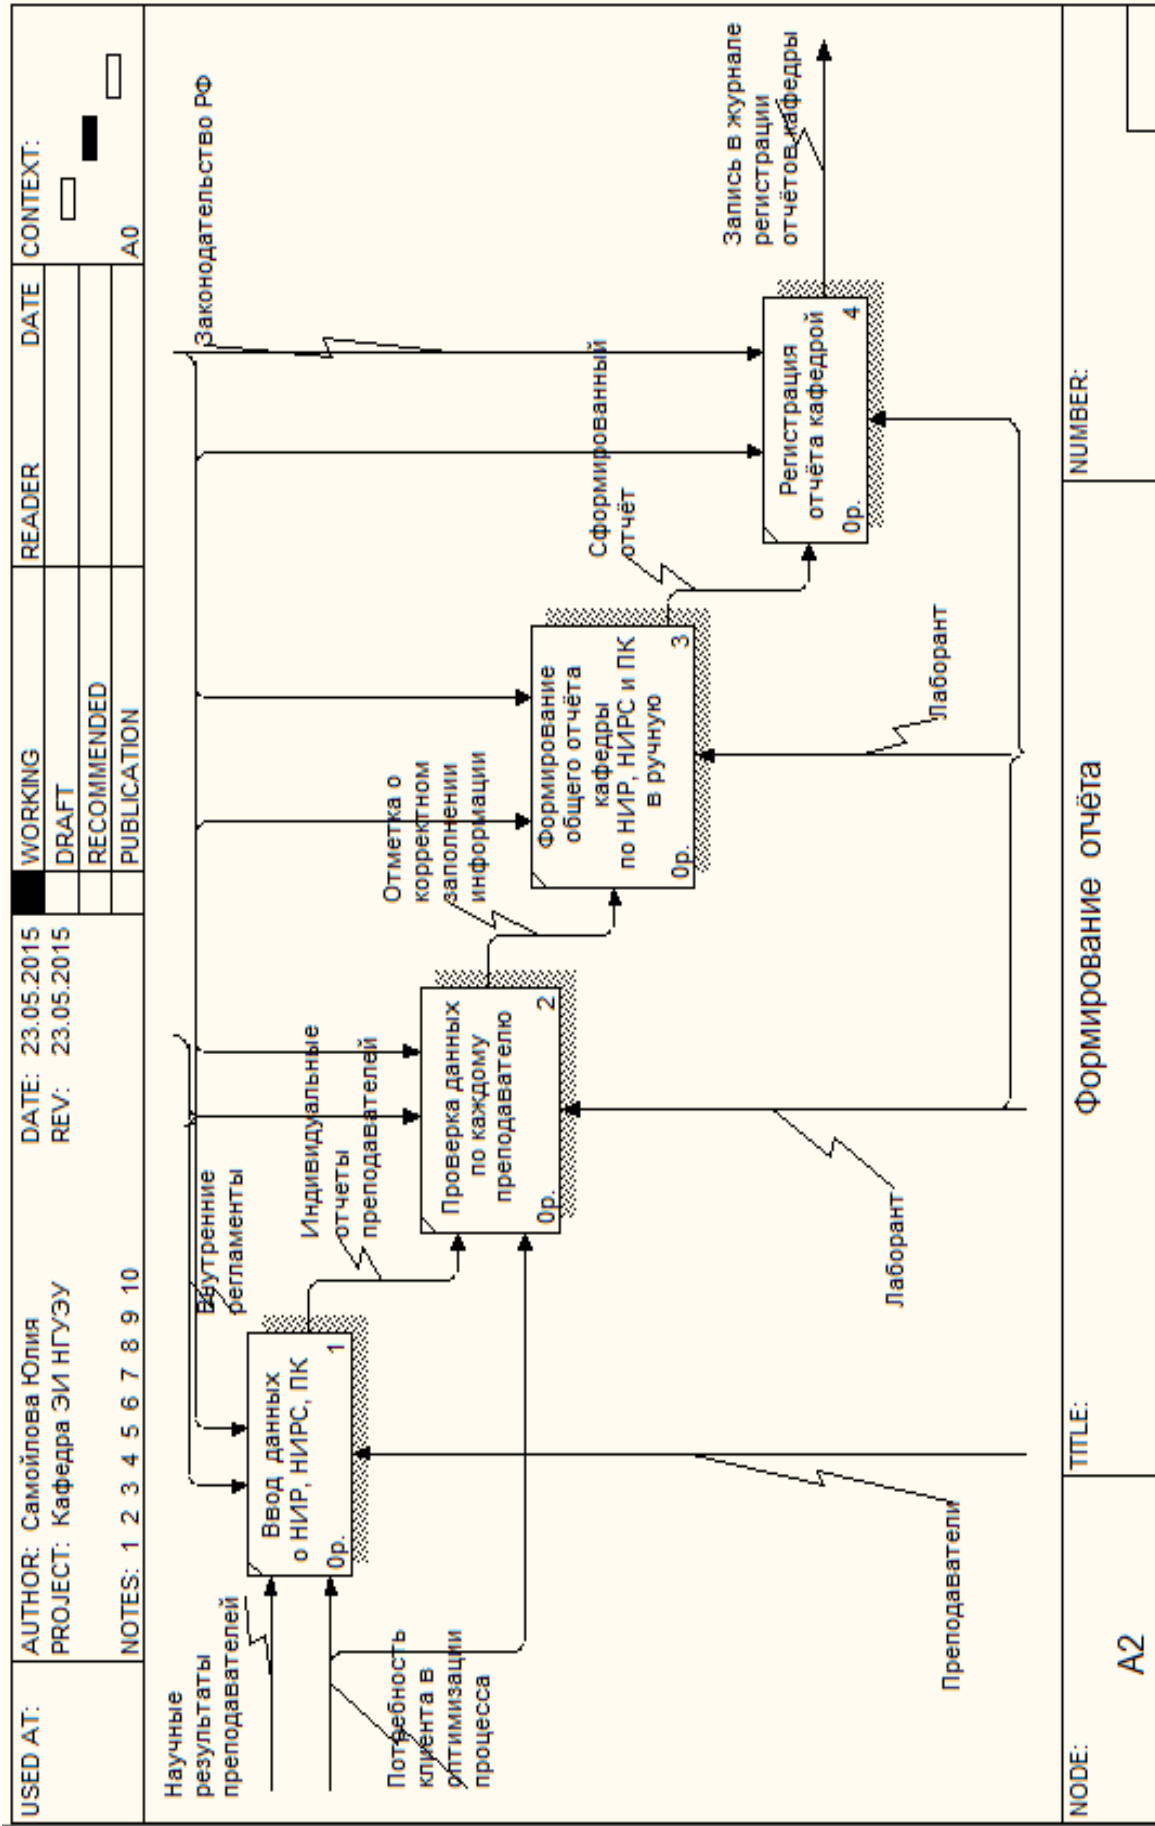 USED AT:
AUTHOR: Самойлова Юлия
DATE: 23.05.2015
WORKING
READER
DATE
CONTEXT:
PROJECT: Кафедра ЭИ НГУЭУ
REV: 23.05.2015
DRAFT
RECOMMENDED
NOTES: 1 2 3 4 5 6 7 8 9 10
PUBLICATION
A0
Научные
результаты
преподавателей
Потребность
клиента в
оптимизации
процесса
Внутренние
регламенты
Законодательство РФ
Ввод данных
о НИР, НИРС, ПК
0р.
1
Индивидуальные
отчеты
преподавателей
Проверка данных
по каждому
преподавателю
0р.
2
Отметка о
корректном
заполнении
информации
Формирование
общего отчёта
кафедры
по НИР, НИРС и ПК
в ручную
0р.
3
Сформированный
отчёт
Регистрация
отчёта кафедрой
0р.
4
Запись в журнале
регистрации
отчётов кафедры
Преподаватели
Лаборант
Лаборант
NODE:
TITLE:
NUMBER:
A2
Формирование отчёта